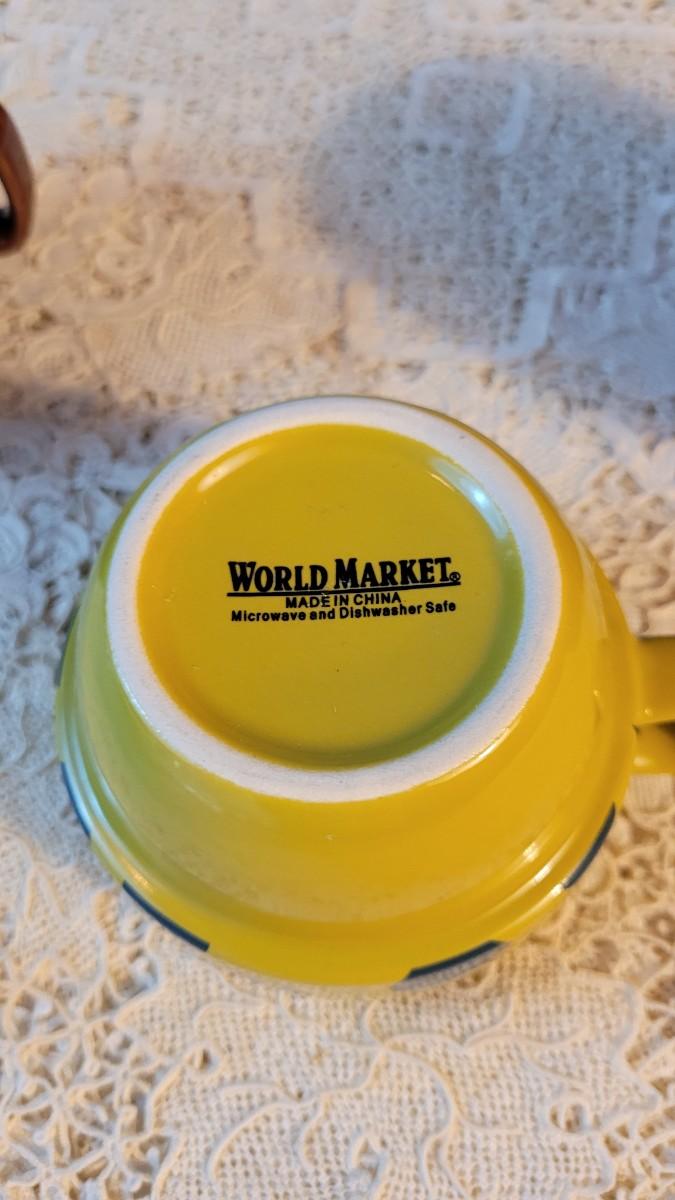 WORLD MARKET®
MADE IN CHINA
Microwave and Dishwasher Safe